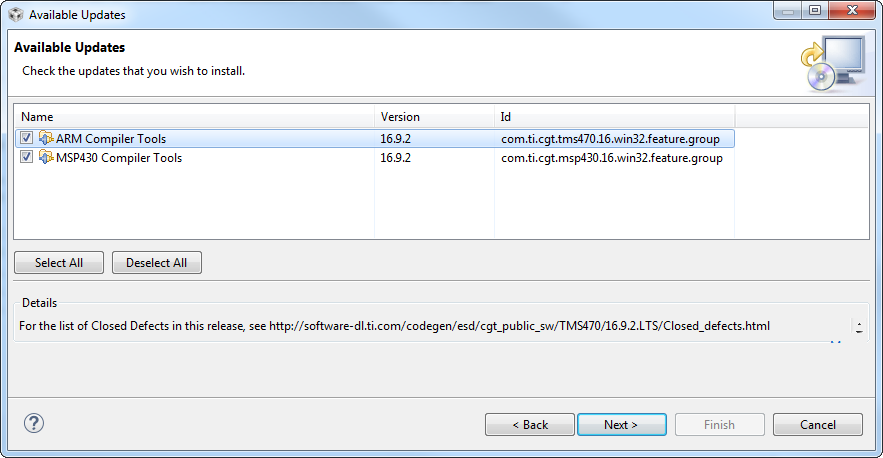 Available Updates
Available Updates
Check the updates that you wish to install.
Name Version Id
ARM Compiler Tools 16.9.2 com.ti.cgt.tms470.16.win32.feature.group
MSP430 Compiler Tools 16.9.2 com.ti.cgt.msp430.16.win32.feature.group
Select All Deselect All
Details
For the list of Closed Defects in this release, see http://software-dl.ti.com/codegen/esd/cgt_public_sw/TMS470/16.9.2.LTS/Closed_defects.html
? < Back Next > Finish Cancel